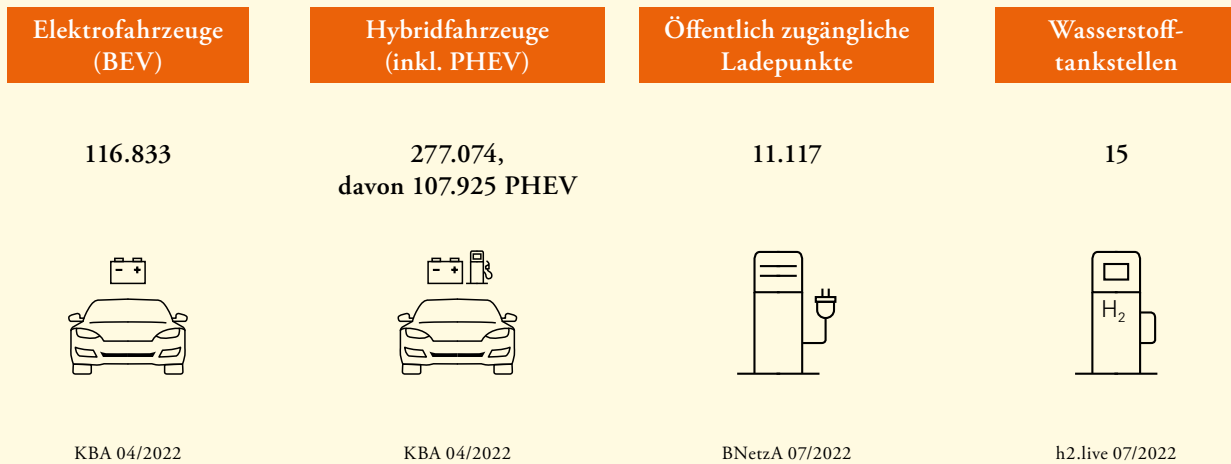 Elektrofahrzeuge
(BEV)
Hybridfahrzeuge
(inkl. PHEV)
Öffentlich zugängliche
Ladepunkte
Wasserstoff-
tankstellen
116.833
277.074,
davon 107.925 PHEV
11.117
15
- +
- +
H₂
KBA 04/2022
KBA 04/2022
BNetzA 07/2022
h2.live 07/2022